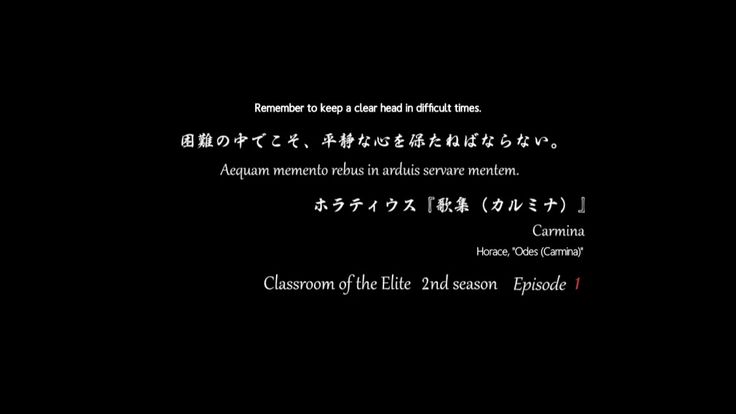 Remember to keep a clear head in difficult times.
困難の中でこそ、平静な心を保たねばならない。
Aequam memento rebus in arduis servare mentem.
ホラティウス『歌集（カルミナ）』
Carmina
Horace, "Odes (Carmina)"
Classroom of the Elite 2nd season Episode 1